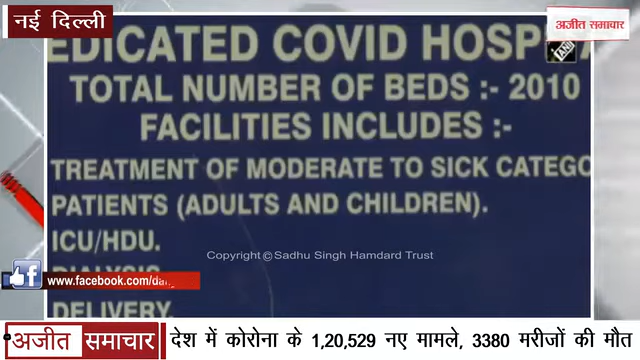 नई दिल्ली
अजीत समाचार
EDICATED COVID HOSP
TOTAL NUMBER OF BEDS :- 2010
FACILITIES INCLUDES :-
TREATMENT OF MODERATE TO SICK CATEGO
PATIENTS (ADULTS AND CHILDREN).
ICU/HDU.
Copyright © Sadhu Singh Hamdard Trust
DIALYSIS
www.facebook.com/da
DELIVERY.
अजीत समाचार देश में कोरोना के 1,20,529 नए मामले, 3380 मरीजों की मौत